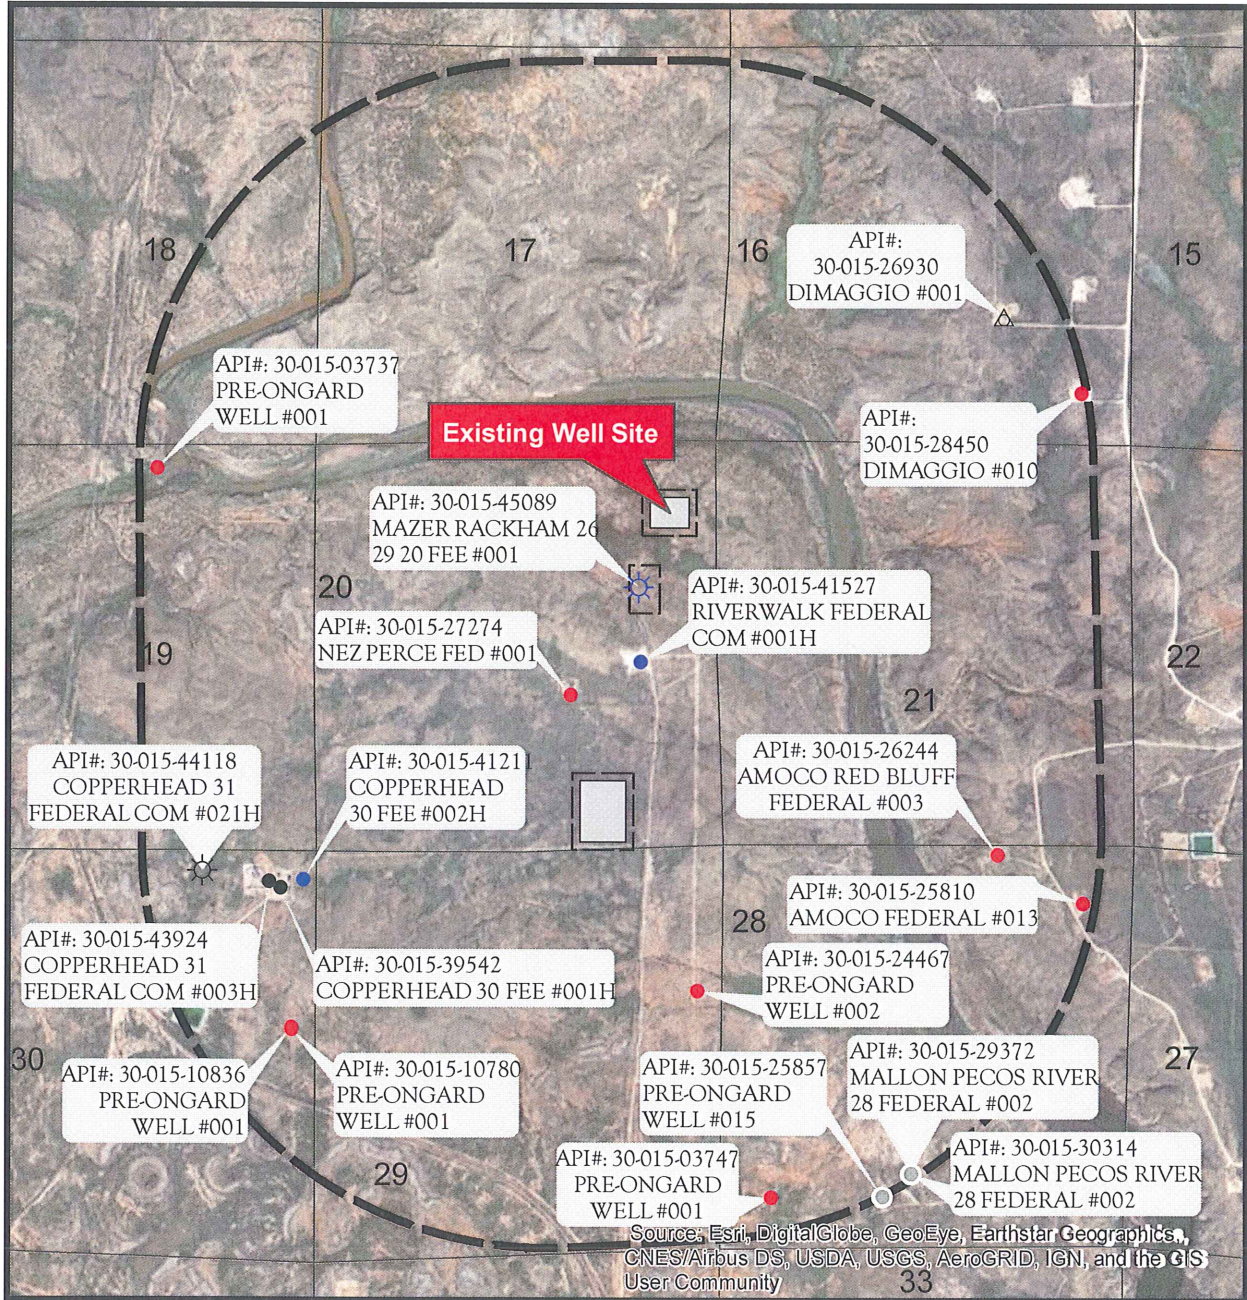 18
17
16
15
API#:
30-015-26930
DIMAGGIO #001
API#: 30-015-03737
PRE-ONGARD
WELL #001
Existing Well Site
API#:
30-015-28450
DIMAGGIO #010
API#: 30-015-45089
MAZER RACKHAM 26
29 20 FEE #001
20
API#: 30-015-41527
RIVERWALK FEDERAL
COM #001H
API#: 30-015-27274
NEZ PERCE FED #001
19
22
21
API#: 30-015-44118
COPPERHEAD 31
FEDERAL COM #021H
API#: 30-015-41211
COPPERHEAD
30 FEE #002H
API#: 30-015-26244
AMOCO RED BLUFF
FEDERAL #003
API#: 30-015-25810
AMOCO FEDERAL #013
28
API#: 30-015-43924
COPPERHEAD 31
FEDERAL COM #003H
API#: 30-015-39542
COPPERHEAD 30 FEE #001H
API#: 30-015-24467
PRE-ONGARD
WELL #002
30
API#: 30-015-10836
PRE-ONGARD
WELL #001
API#: 30-015-10780
PRE-ONGARD
WELL #001
API#: 30-015-25857
PRE-ONGARD
WELL #015
API#: 30-015-29372
MALLON PECOS RIVER
28 FEDERAL #002
27
29
API#: 30-015-03747
PRE-ONGARD
WELL #001
API#: 30-015-30314
MALLON PECOS RIVER
28 FEDERAL #002
Source: Esri, DigitalGlobe, GeoEye, Earthstar Geographics,
CNES/Airbus DS, USDA, USGS, AeroGRID, IGN, and the GIS
User Community
33